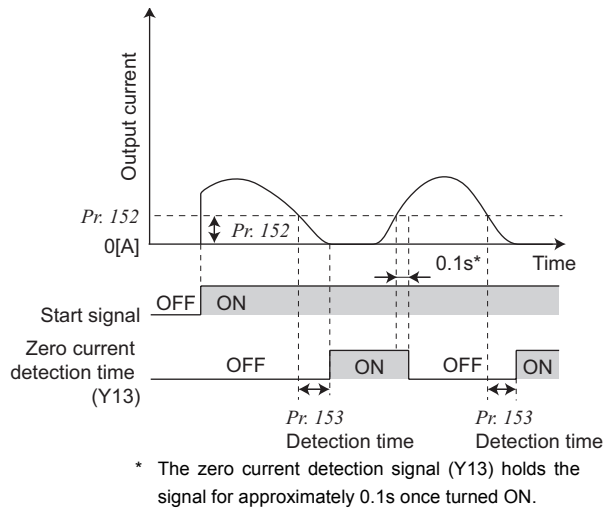 Output current
Pr. 152
Pr. 152
0[A]
0.1s*
Time
Start signal
OFF
ON
Zero current
detection time
(Y13)
OFF
ON
OFF
ON
Pr. 153
Detection time
Pr. 153
Detection time
* The zero current detection signal (Y13) holds the
signal for approximately 0.1s once turned ON.